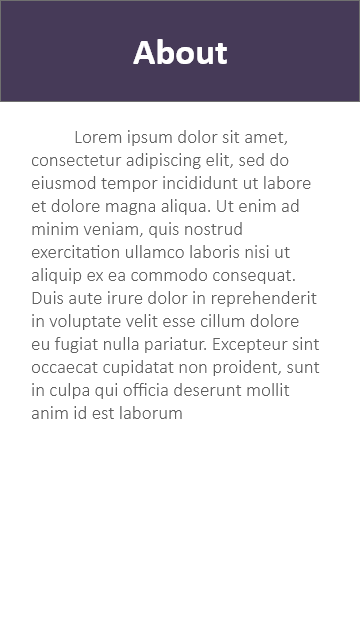 About
Lorem ipsum dolor sit amet,
consectetur adipiscing elit, sed do
eiusmod tempor incididunt ut labore
et dolore magna aliqua. Ut enim ad
minim veniam, quis nostrud
exercitation ullamco laboris nisi ut
aliquip ex ea commodo consequat.
Duis aute irure dolor in reprehenderit
in voluptate velit esse cillum dolore
eu fugiat nulla pariatur. Excepteur sint
occaecat cupidatat non proident, sunt
in culpa qui officia deserunt mollit
anim id est laborum